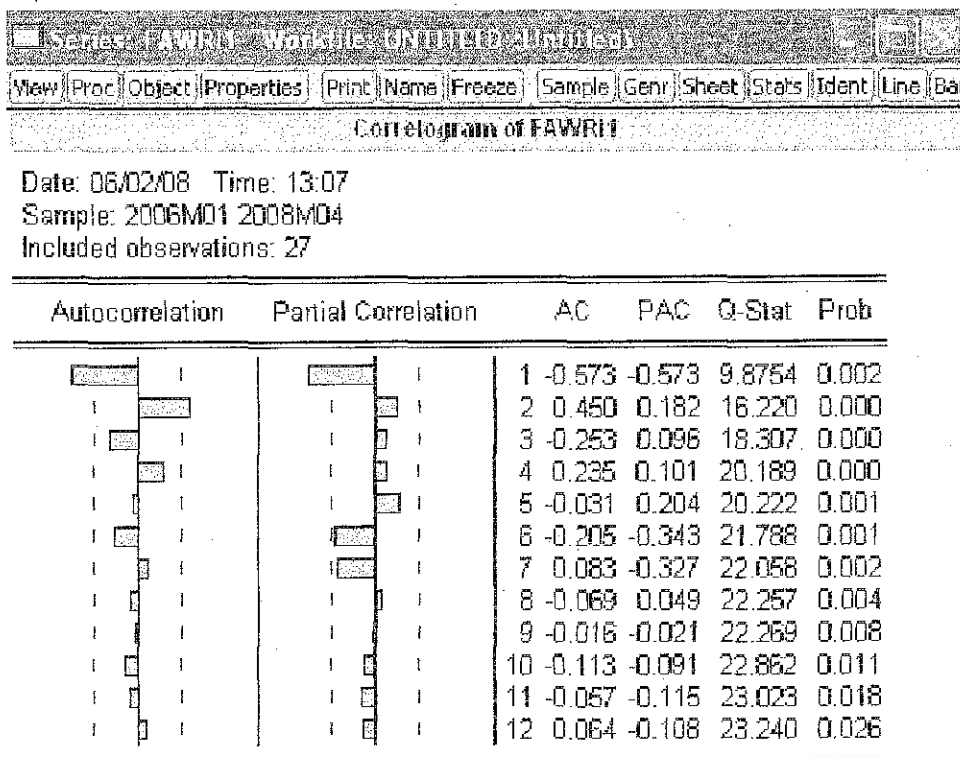 Series: FAWRI1 Workfile: UNTITLED\Untitled\
View Proc Object Properties Print Name Freeze Sample Genr Sheet Stats Ident Line Bar
Correlogram of FAWRI1
Date: 06/02/08 Time: 13:07
Sample: 2006M01 2008M04
Included observations: 27
Autocorrelation Partial Correlation AC PAC Q-Stat Prob
1 -0.573 -0.573 9.8754 0.002
2 0.450 0.182 16.220 0.000
3 -0.253 0.096 18.307 0.000
4 0.235 0.101 20.189 0.000
5 -0.031 0.204 20.222 0.001
6 -0.205 -0.343 21.788 0.001
7 0.083 -0.327 22.058 0.002
8 -0.069 0.049 22.257 0.004
9 -0.016 -0.021 22.269 0.008
10 -0.113 -0.091 22.862 0.011
11 -0.057 -0.115 23.023 0.018
12 0.064 -0.108 23.240 0.026